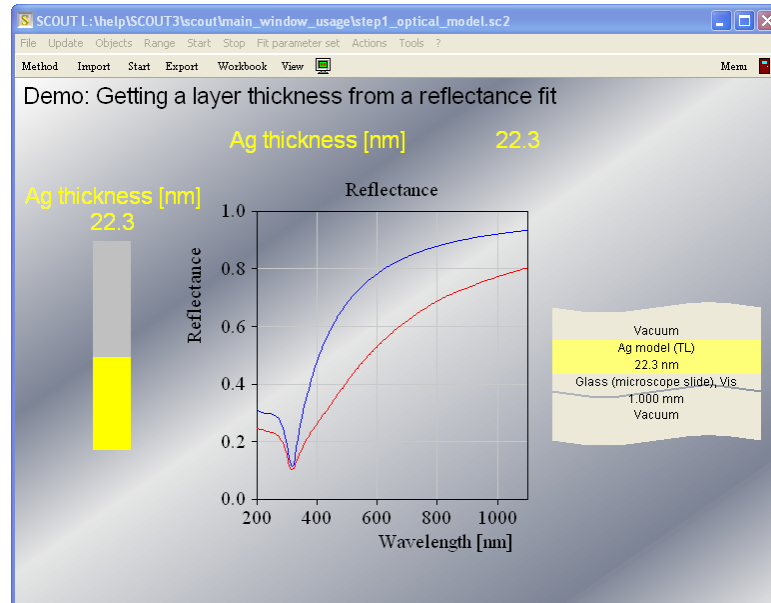 SCOUT L:\help\SCOUT3\scout\main_window_usage\step1_optical_model.sc2
File Update Objects Range Start Stop Fit parameter set Actions Tools ?
Method Import Start Export Workbook View Menu
Demo: Getting a layer thickness from a reflectance fit
Ag thickness [nm] 22.3
Ag thickness [nm]
22.3
Reflectance
Reflectance
1.0
0.8
0.6
0.4
0.2
0.0
200 400 600 800 1000
Wavelength [nm]
Vacuum
Ag model (TL)
22.3 nm
Glass (microscope slide), Vis
1.000 mm
Vacuum